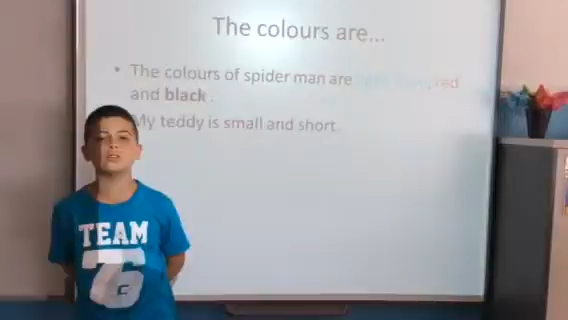 The colours are...
• The colours of spider man are red
and black .
My teddy is small and short
TEAM
76